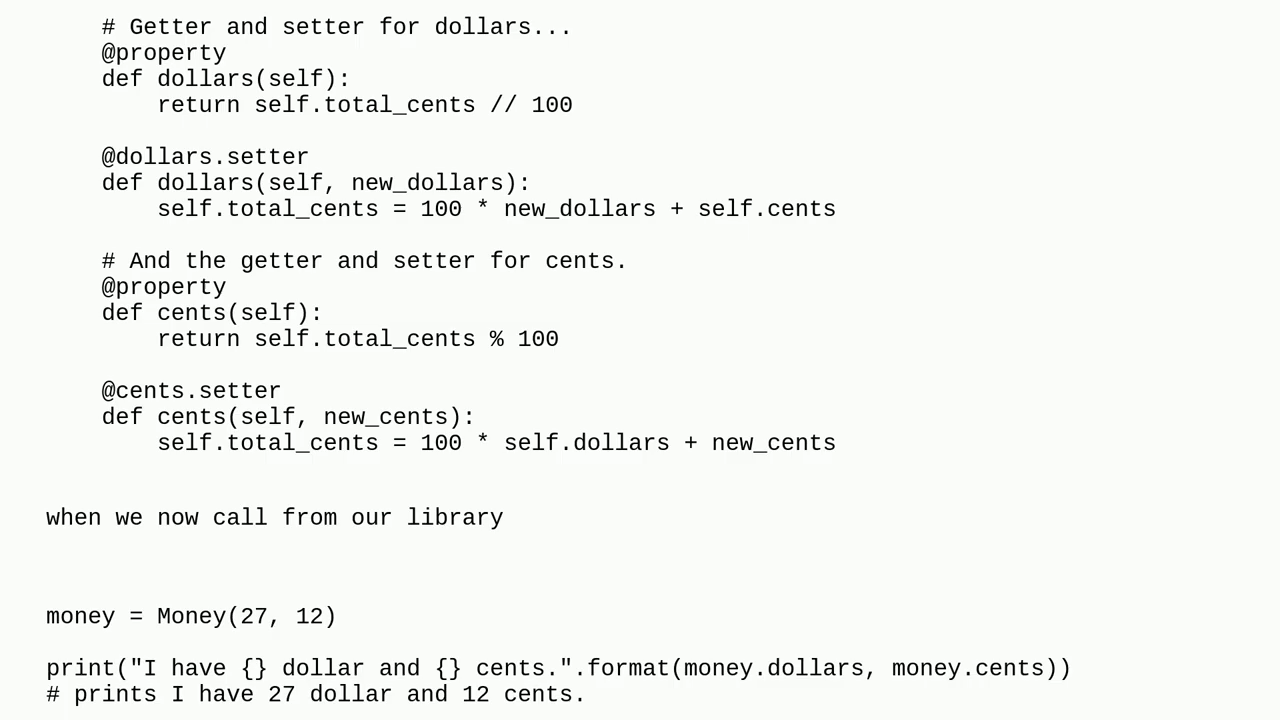 # Getter and setter for dollars...
@property
def dollars(self):
return self.total_cents // 100
@dollars.setter
def dollars(self, new_dollars):
self.total_cents = 100 * new_dollars + self.cents
# And the getter and setter for cents.
@property
def cents(self):
return self.total_cents % 100
@cents.setter
def cents(self, new_cents):
self.total_cents = 100 * self.dollars + new_cents
when we now call from our library
money = Money(27, 12)
print("I have {} dollar and {} cents.".format(money.dollars, money.cents))
# prints I have 27 dollar and 12 cents.